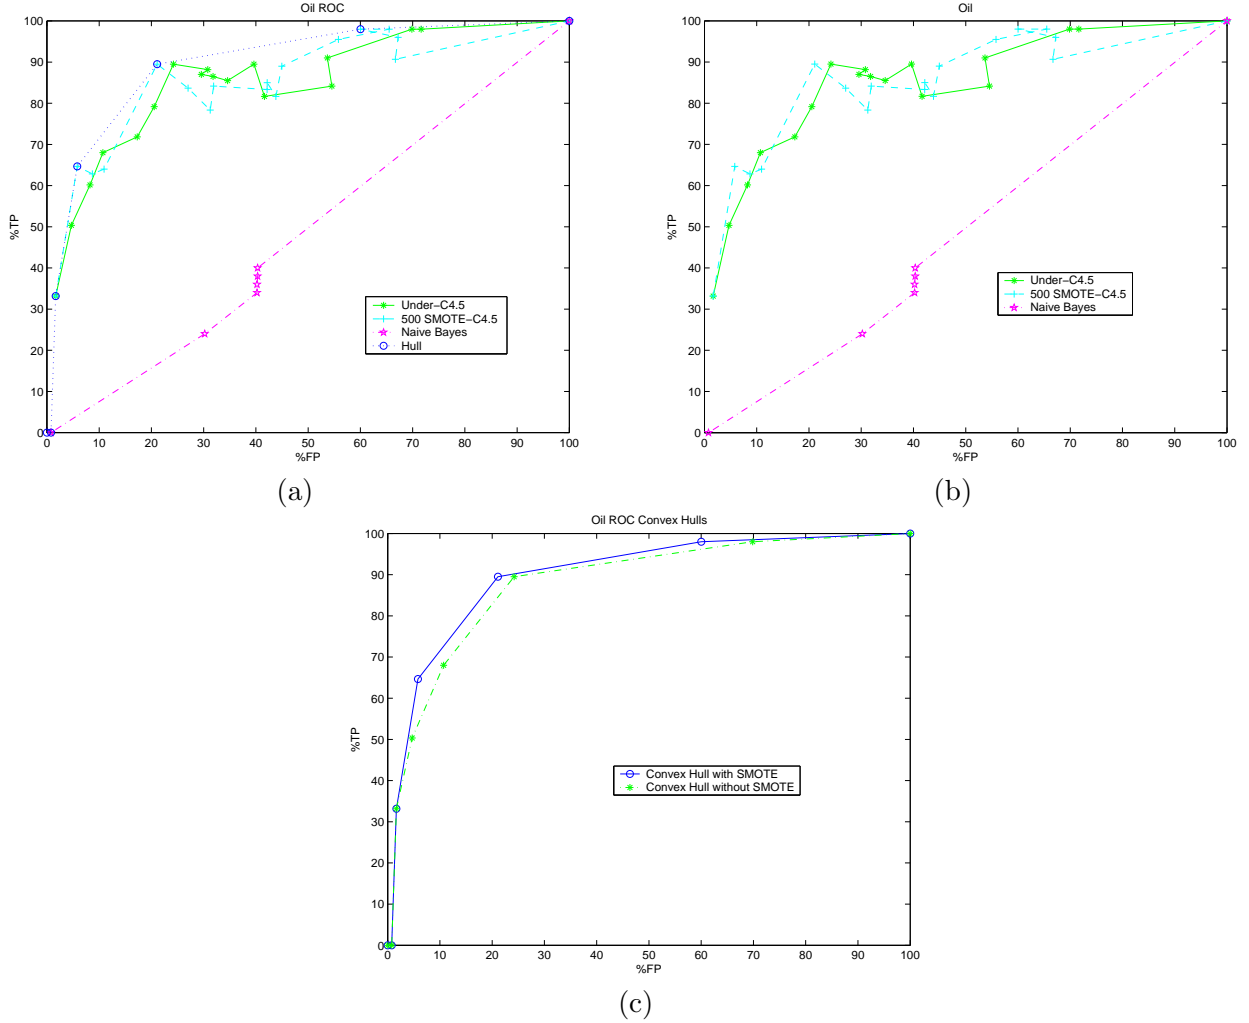 Oil ROC
100
90
80
70
60
50
40
30
20
10
0
%TP
0 10 20 30 40 50 60 70 80 90 100
%FP
Under−C4.5
500 SMOTE−C4.5
Naive Bayes
Hull
(a)
Oil
100
90
80
70
60
50
40
30
20
10
0
%TP
0 10 20 30 40 50 60 70 80 90 100
%FP
Under−C4.5
500 SMOTE−C4.5
Naive Bayes
(b)
Oil ROC Convex Hulls
100
90
80
70
60
50
40
30
20
10
0
%TP
0 10 20 30 40 50 60 70 80 90 100
%FP
Convex Hull with SMOTE
Convex Hull without SMOTE
(c)